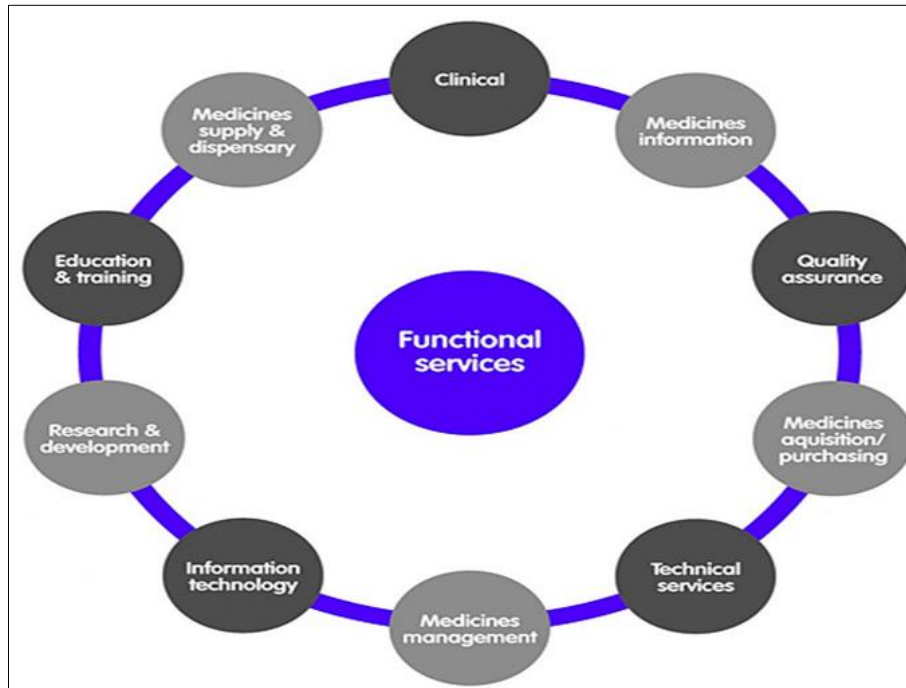 Clinical
Medicines
information
Quality
assurance
Medicines
aquisition/
purchasing
Technical
services
Medicines
management
Information
technology
Research &
development
Education
& training
Medicines
supply &
dispensary
Functional
services